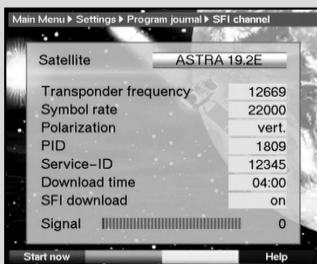 Main Menu ▶ Settings ▶ Program journal ▶ SFI channel
Satellite ASTRA 19.2E
Transponder frequency 12669
Symbol rate 22000
Polarization vert.
PID 1809
Service-ID 12345
Download time 04:00
SFI download on
Signal 0
Start now Help